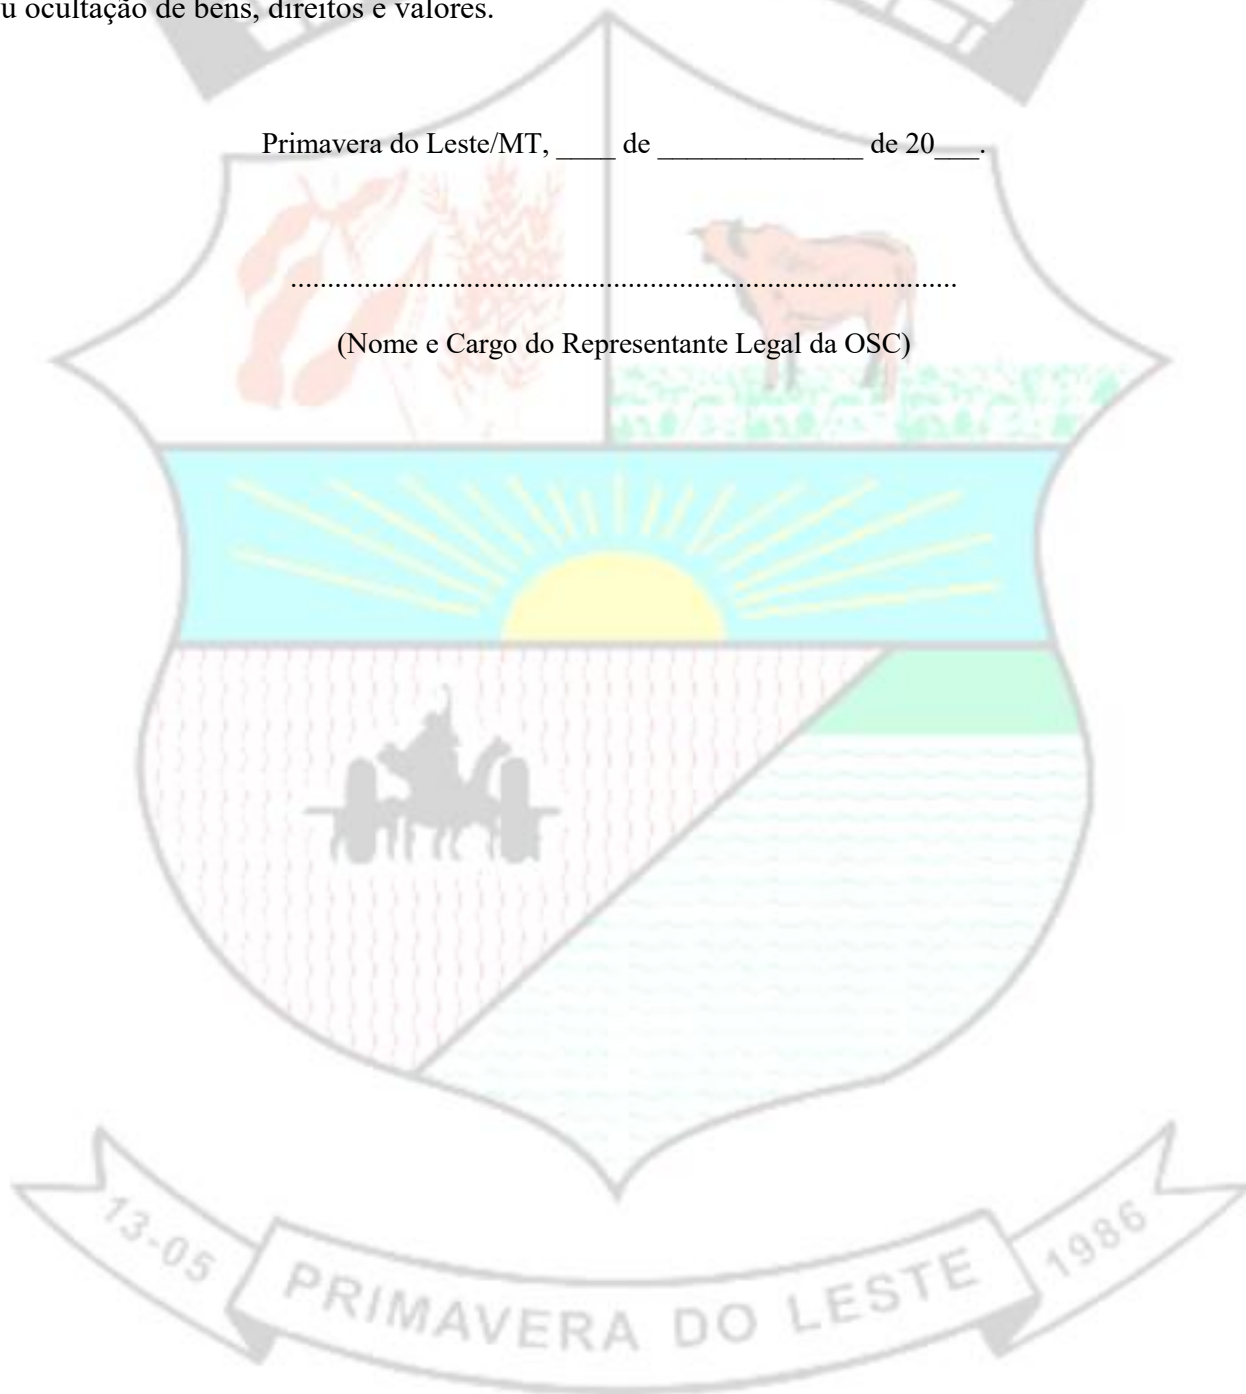 u ocultação de bens, direitos e valores.
Primavera do Leste/MT, ____ de ______________ de 20___.
...........................................................................................
(Nome e Cargo do Representante Legal da OSC)
13-05
PRIMAVERA DO LESTE
1986